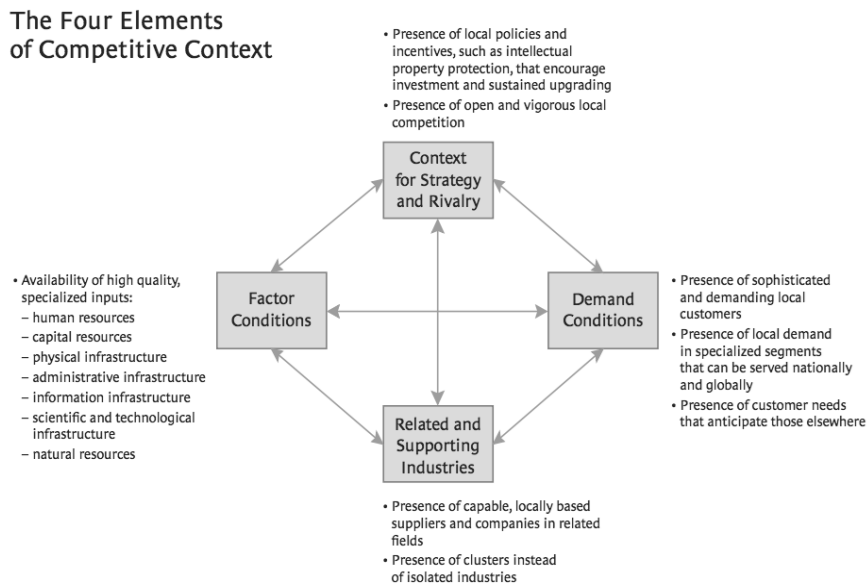 The Four Elements
of Competitive Context
• Presence of local policies and
incentives, such as intellectual
property protection, that encourage
investment and sustained upgrading
• Presence of open and vigorous local
competition
Context
for Strategy
and Rivalry
• Availability of high quality,
specialized inputs:
– human resources
– capital resources
– physical infrastructure
– administrative infrastructure
– information infrastructure
– scientific and technological
infrastructure
– natural resources
Factor
Conditions
Demand
Conditions
• Presence of sophisticated
and demanding local
customers
• Presence of local demand
in specialized segments
that can be served nationally
and globally
• Presence of customer needs
that anticipate those elsewhere
Related and
Supporting
Industries
• Presence of capable, locally based
suppliers and companies in related
fields
• Presence of clusters instead
of isolated industries